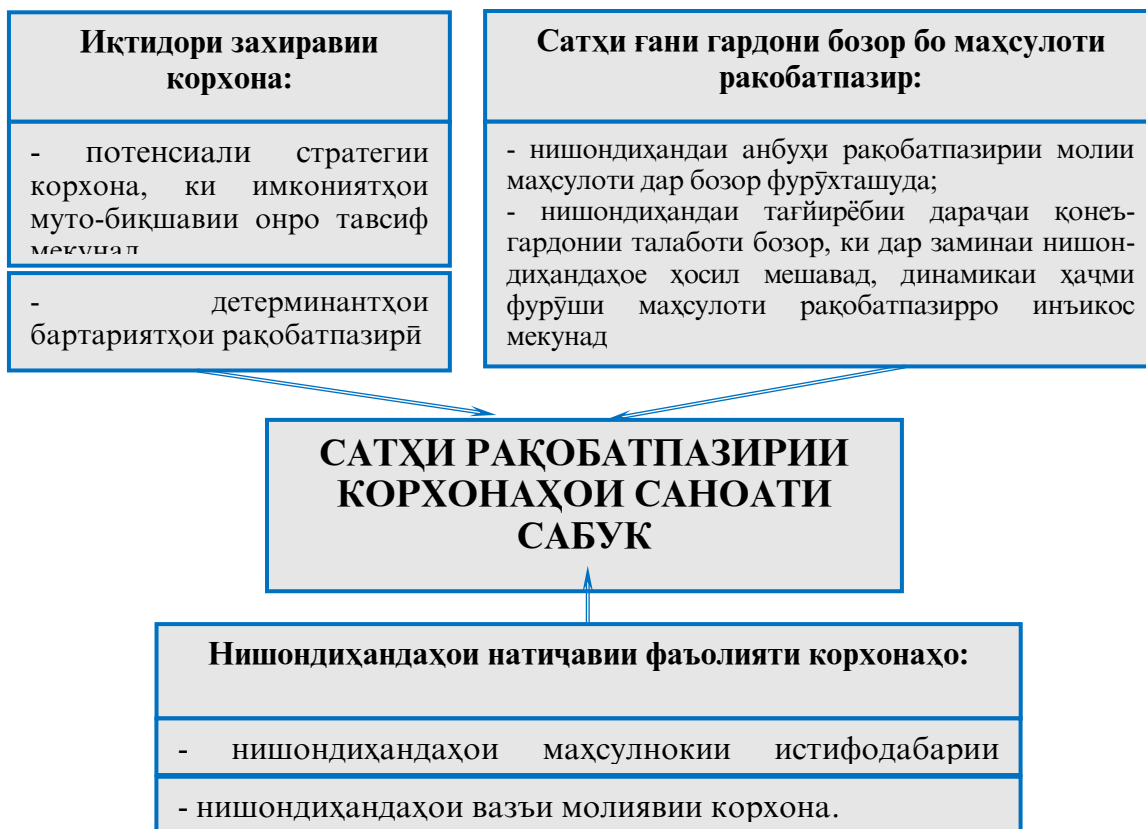 Иқтидори захиравии
корхона:
- потенсиали стратегии
корхона, ки имкониятҳои
муто-биқшавии онро тавсиф
мекунад
- детерминантҳои
бартариятҳои рақобатпазирӣ
Сатҳи ғани гардони бозор бо маҳсулоти
ракобатпазир:
- нишондиҳандаи анбуҳи рақобатпазирии молии
маҳсулоти дар бозор фурӯхташуда;
- нишондиҳандаи тағйирёбии дараҷаи қонеъ-
гардонии талаботи бозор, ки дар заминаи нишон-
диҳандаҳое ҳосил мешавад, динамикаи ҳаҷми
фурӯши маҳсулоти рақобатпазирро инъикос
мекунад
САТҲИ РАҚОБАТПАЗИРИИ
КОРХОНАҲОИ САНОАТИ
САБУК
Нишондиҳандаҳои натиҷавии фаъолияти корхонаҳо:
- нишондиҳандаҳои маҳсулнокии истифодабарии
- нишондиҳандаҳои вазъи молиявии корхона.